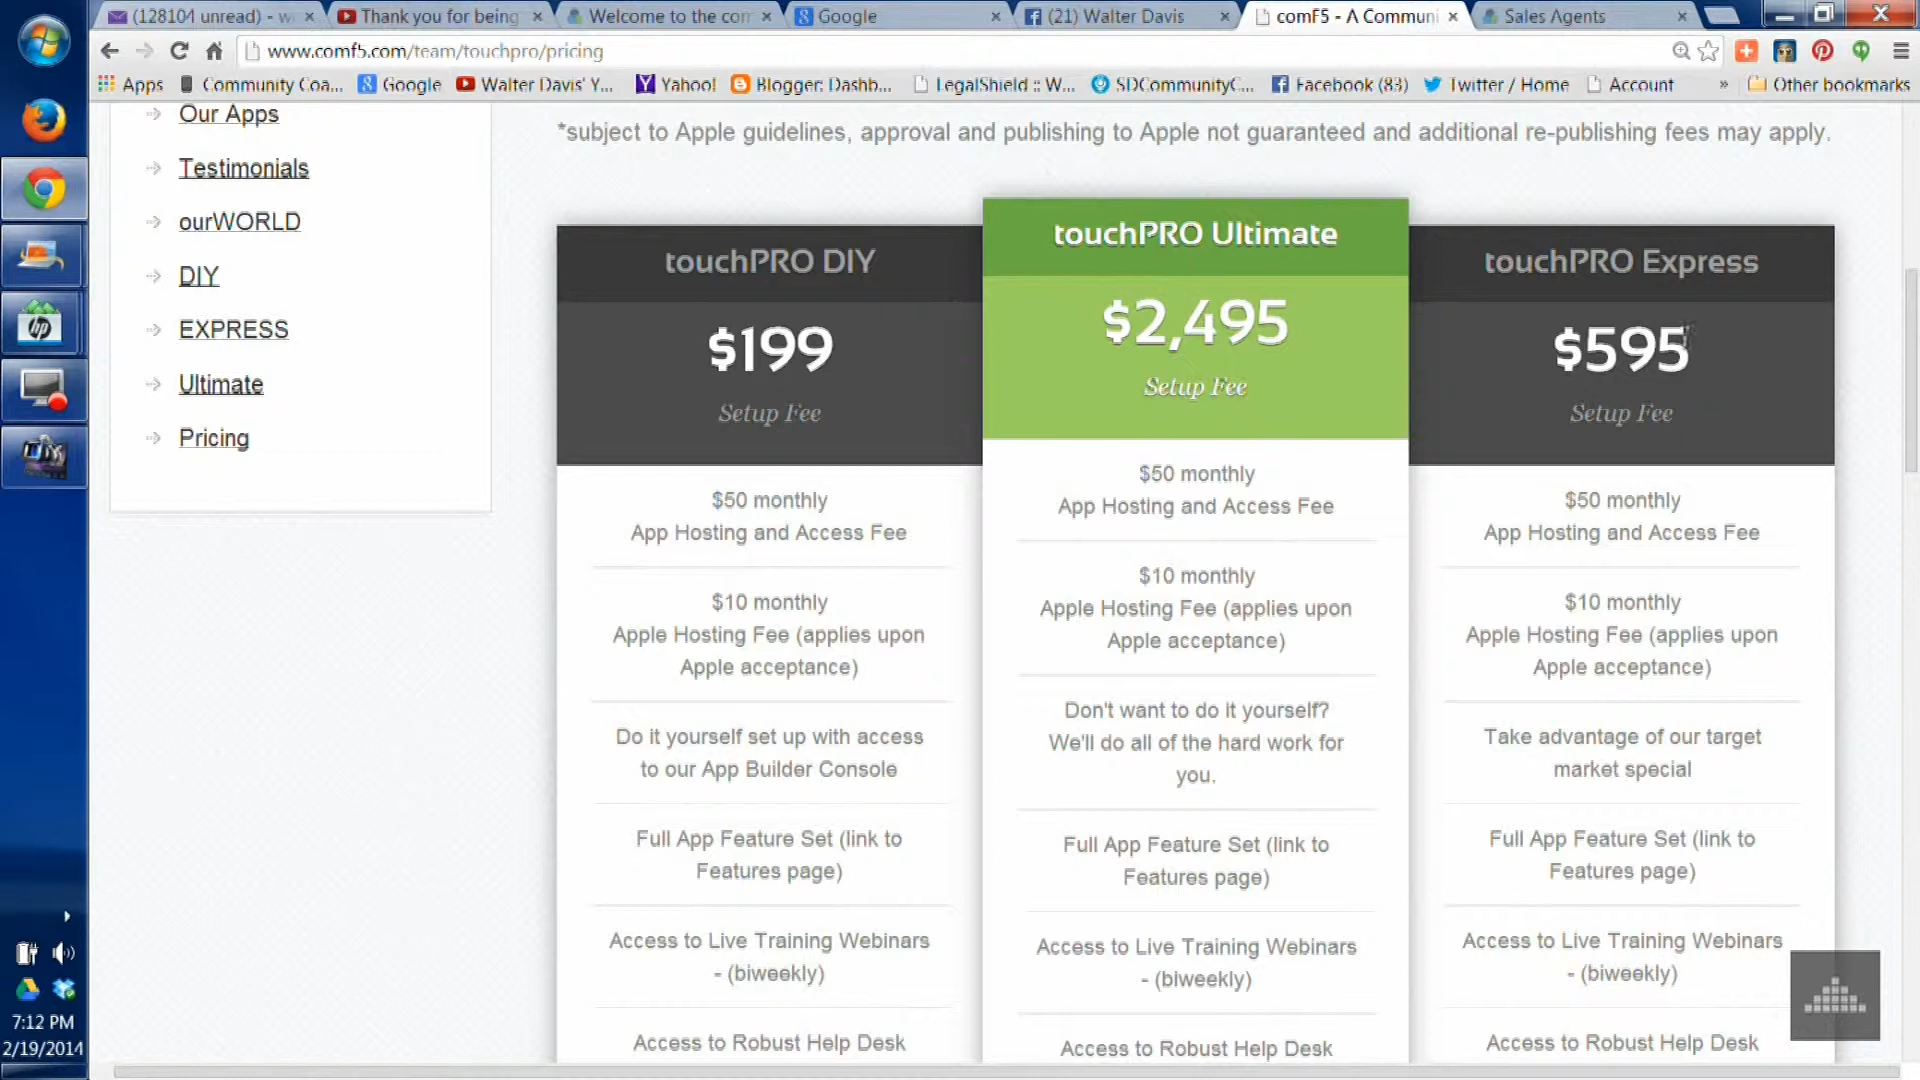 (128104 unread) - w
Thank you for being
Welcome to the com
Google
(21) Walter Davis
comF5 - A Communi
Sales Agents
www.comf5.com/team/touchpro/pricing
Apps
Community Coa...
Google
Walter Davis' Y...
Yahoo!
Blogger: Dashb...
LegalShield :: W...
SDCommunityC...
Facebook (83)
Twitter / Home
Account
»
Other bookmarks
Our Apps
Testimonials
ourWORLD
DIY
EXPRESS
Ultimate
Pricing
*subject to Apple guidelines, approval and publishing to Apple not guaranteed and additional re-publishing fees may apply.
touchPRO DIY
$199
Setup Fee
$50 monthly
App Hosting and Access Fee
$10 monthly
Apple Hosting Fee (applies upon
Apple acceptance)
Do it yourself set up with access
to our App Builder Console
Full App Feature Set (link to
Features page)
Access to Live Training Webinars
- (biweekly)
Access to Robust Help Desk
touchPRO Ultimate
$2,495
Setup Fee
$50 monthly
App Hosting and Access Fee
$10 monthly
Apple Hosting Fee (applies upon
Apple acceptance)
Don't want to do it yourself?
We'll do all of the hard work for
you.
Full App Feature Set (link to
Features page)
Access to Live Training Webinars
- (biweekly)
Access to Robust Help Desk
touchPRO Express
$595
Setup Fee
$50 monthly
App Hosting and Access Fee
$10 monthly
Apple Hosting Fee (applies upon
Apple acceptance)
Take advantage of our target
market special
Full App Feature Set (link to
Features page)
Access to Live Training Webinars
- (biweekly)
Access to Robust Help Desk
hp
7:12 PM
2/19/2014